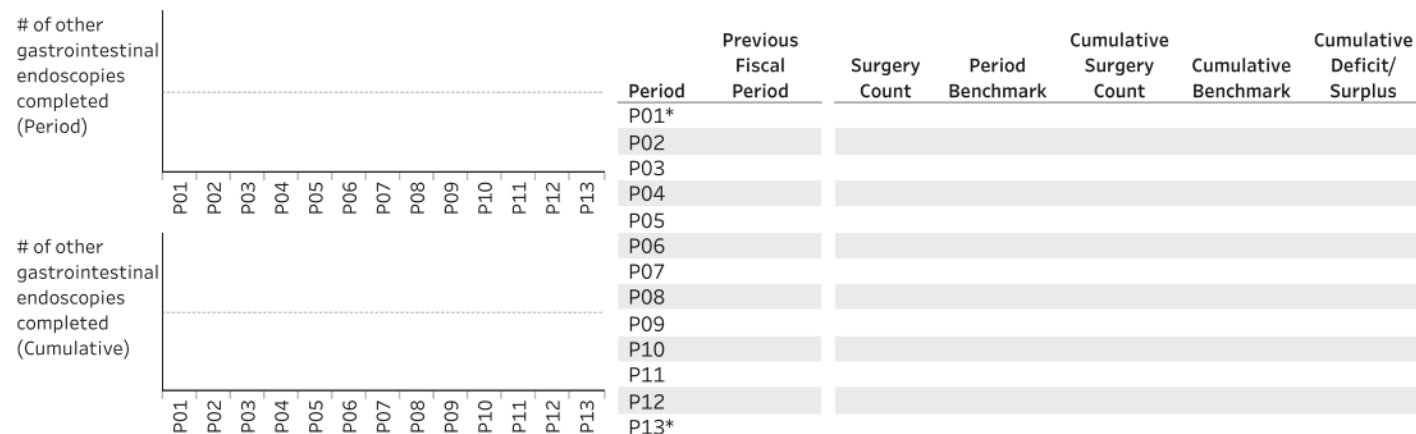 # of other
gastrointestinal
endoscopies
completed
(Period)
P01 P02 P03 P04 P05 P06 P07 P08 P09 P10 P11 P12 P13
# of other
gastrointestinal
endoscopies
completed
(Cumulative)
P01 P02 P03 P04 P05 P06 P07 P08 P09 P10 P11 P12 P13
Previous Cumulative Cumulative
Fiscal Surgery Period Surgery Cumulative Deficit/
Period Period Count Benchmark Count Benchmark Surplus
P01*
P02
P03
P04
P05
P06
P07
P08
P09
P10
P11
P12
P13*